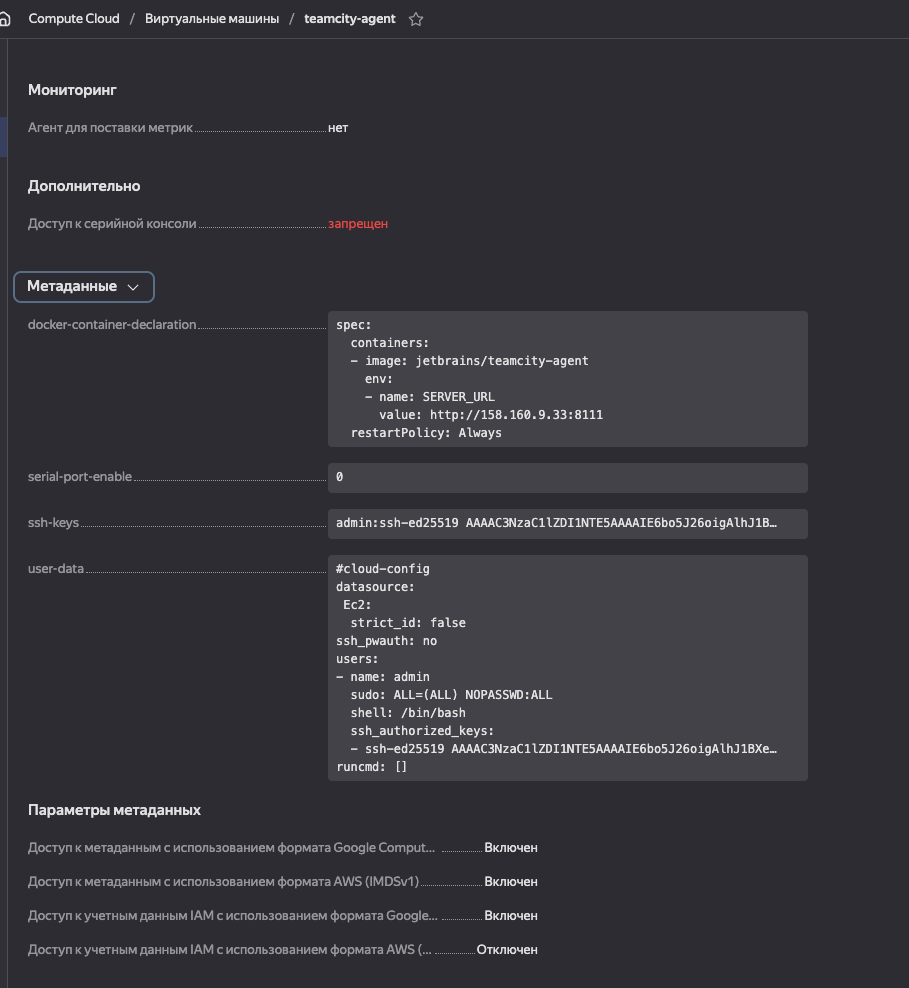 Compute Cloud / Виртуальные машины / teamcity-agent
Мониторинг
Агент для поставки метрик нет
Дополнительно
Доступ к серийной консоли запрещен
Метаданные
docker-container-declaration
spec:
containers:
- image: jetbrains/teamcity-agent
env:
- name: SERVER_URL
value: http://158.160.9.33:8111
restartPolicy: Always
serial-port-enable 0
ssh-keys admin:ssh-ed25519 AAAAC3NzaC1lZDI1NTE5AAAAIE6bo5J26oigAlhJ1B…
user-data
#cloud-config
datasource:
Ec2:
strict_id: false
ssh_pwauth: no
users:
- name: admin
sudo: ALL=(ALL) NOPASSWD:ALL
shell: /bin/bash
ssh_authorized_keys:
- ssh-ed25519 AAAAC3NzaC1lZDI1NTE5AAAAIE6bo5J26oigAlhJ1BXe…
runcmd: []
Параметры метаданных
Доступ к метаданным с использованием формата Google Comput… Включен
Доступ к метаданным с использованием формата AWS (IMDSv1) Включен
Доступ к учетным данным IAM с использованием формата Google… Включен
Доступ к учетным данным IAM с использованием формата AWS (… Отключен